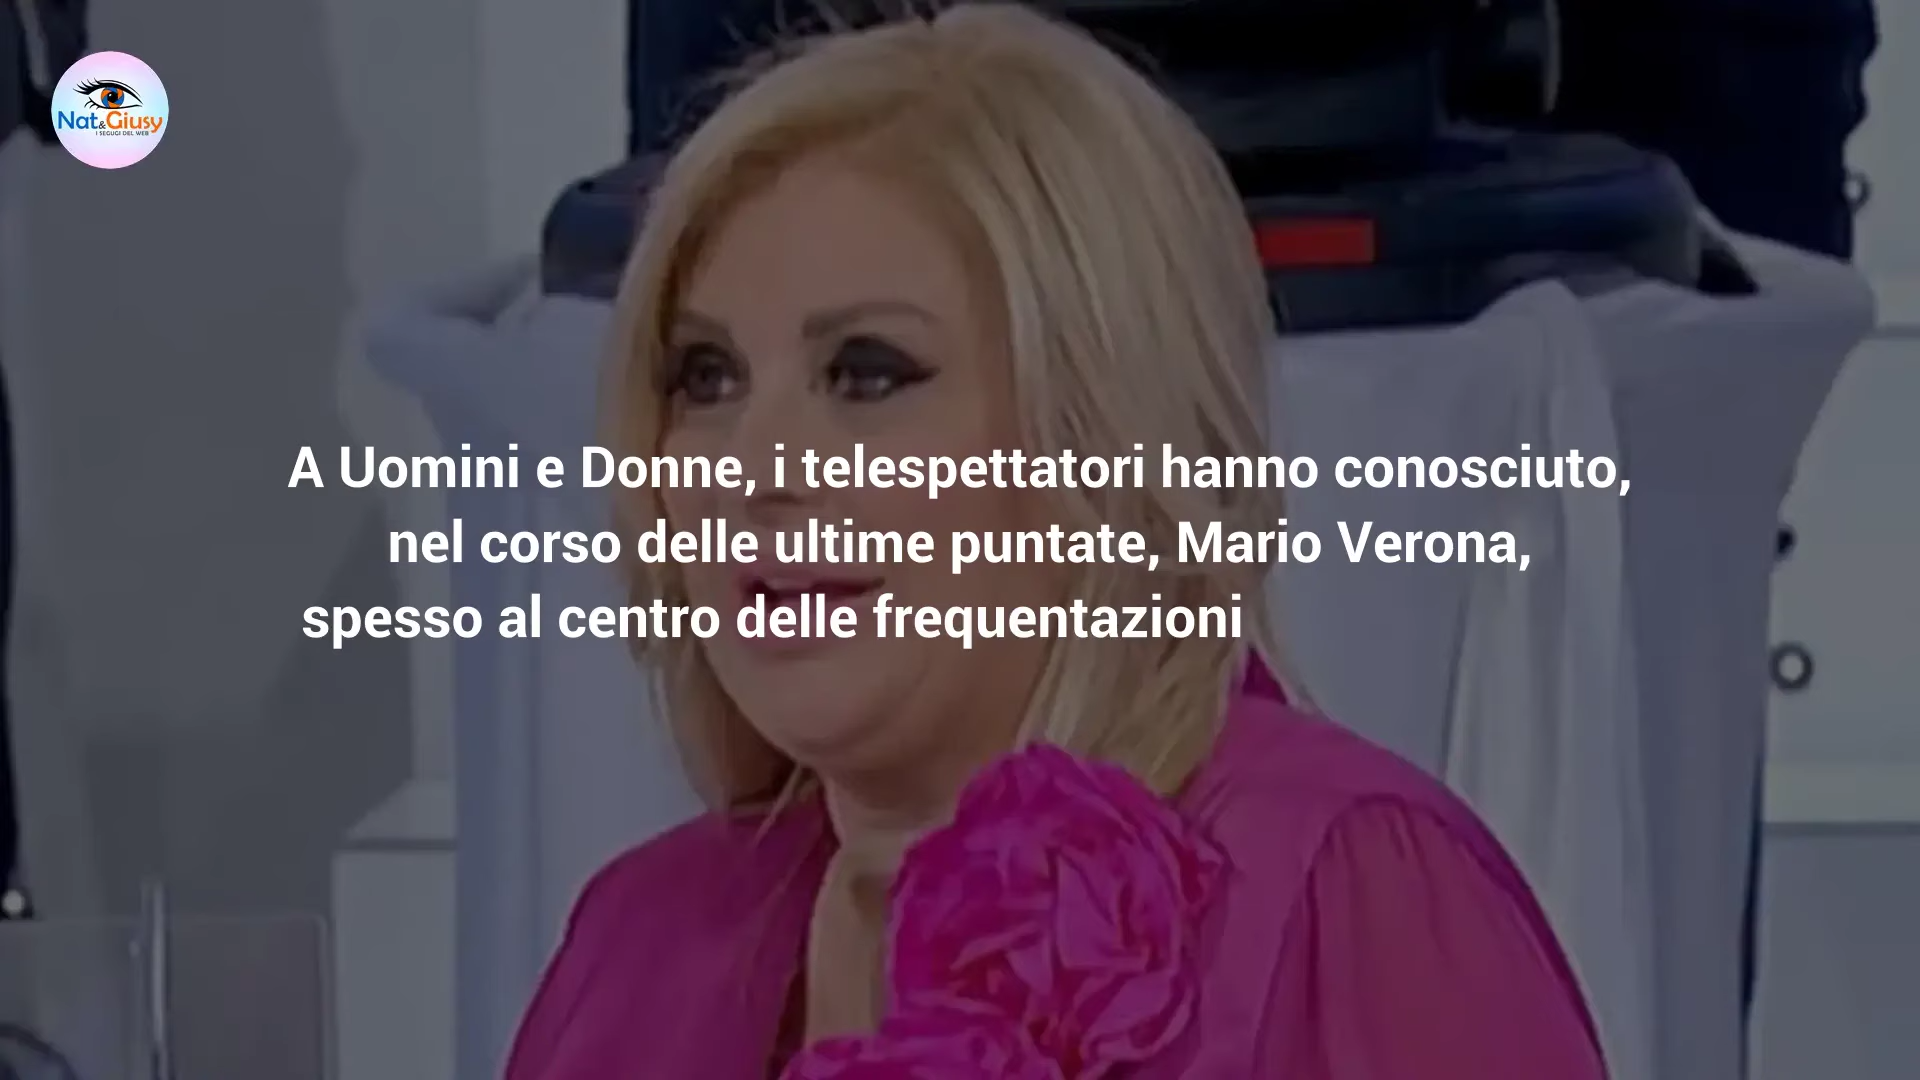 Nat&Giusy
I SEGUGI DEL WEB
A Uomini e Donne, i telespettatori hanno conosciuto,
nel corso delle ultime puntate, Mario Verona,
spesso al centro delle frequentazioni